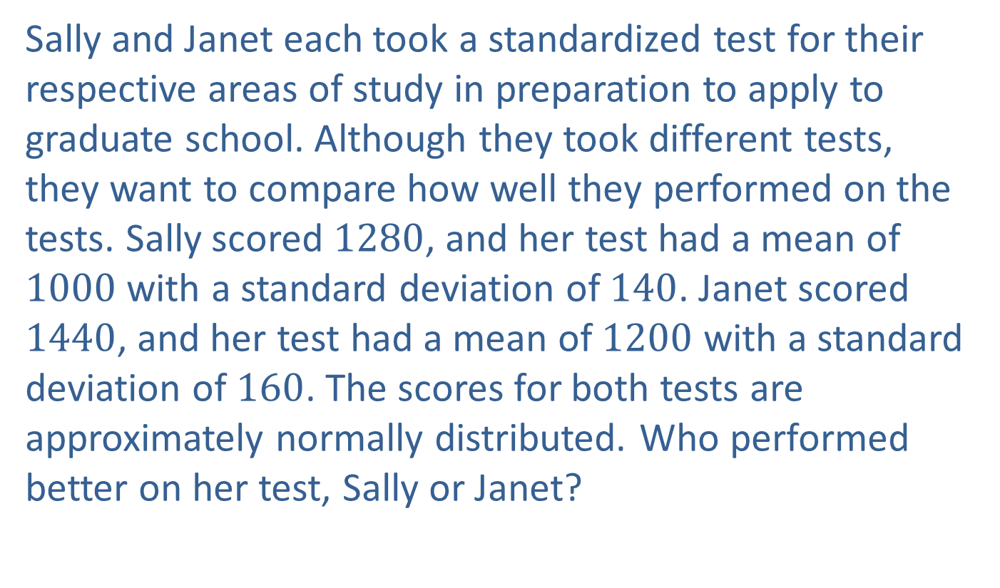 Sally and Janet each took a standardized test for their
respective areas of study in preparation to apply to
graduate school. Although they took different tests,
they want to compare how well they performed on the
tests. Sally scored 1280, and her test had a mean of
1000 with a standard deviation of 140. Janet scored
1440, and her test had a mean of 1200 with a standard
deviation of 160. The scores for both tests are
approximately normally distributed. Who performed
better on her test, Sally or Janet?